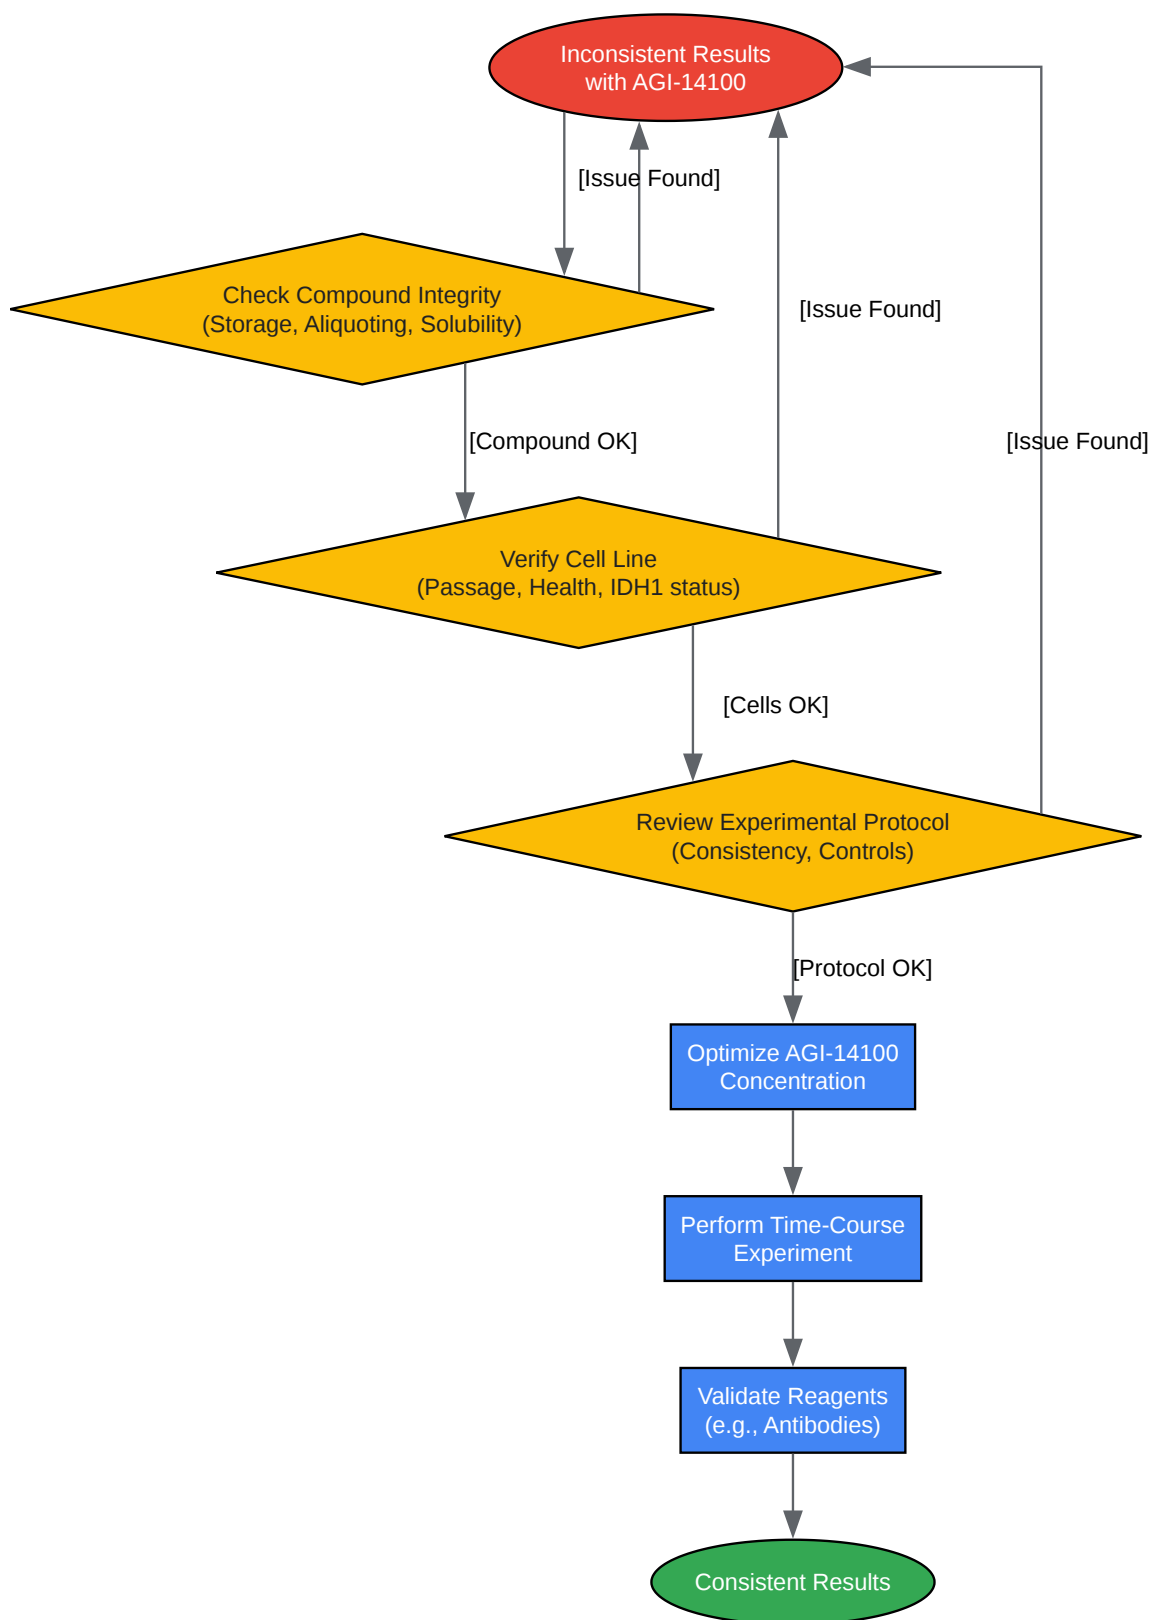 Inconsistent Results
with AGI-14100
[Issue Found]
Check Compound Integrity
(Storage, Aliquoting, Solubility)
[Issue Found]
[Compound OK]
[Issue Found]
Verify Cell Line
(Passage, Health, IDH1 status)
[Cells OK]
Review Experimental Protocol
(Consistency, Controls)
[Protocol OK]
Optimize AGI-14100
Concentration
Perform Time-Course
Experiment
Validate Reagents
(e.g., Antibodies)
Consistent Results